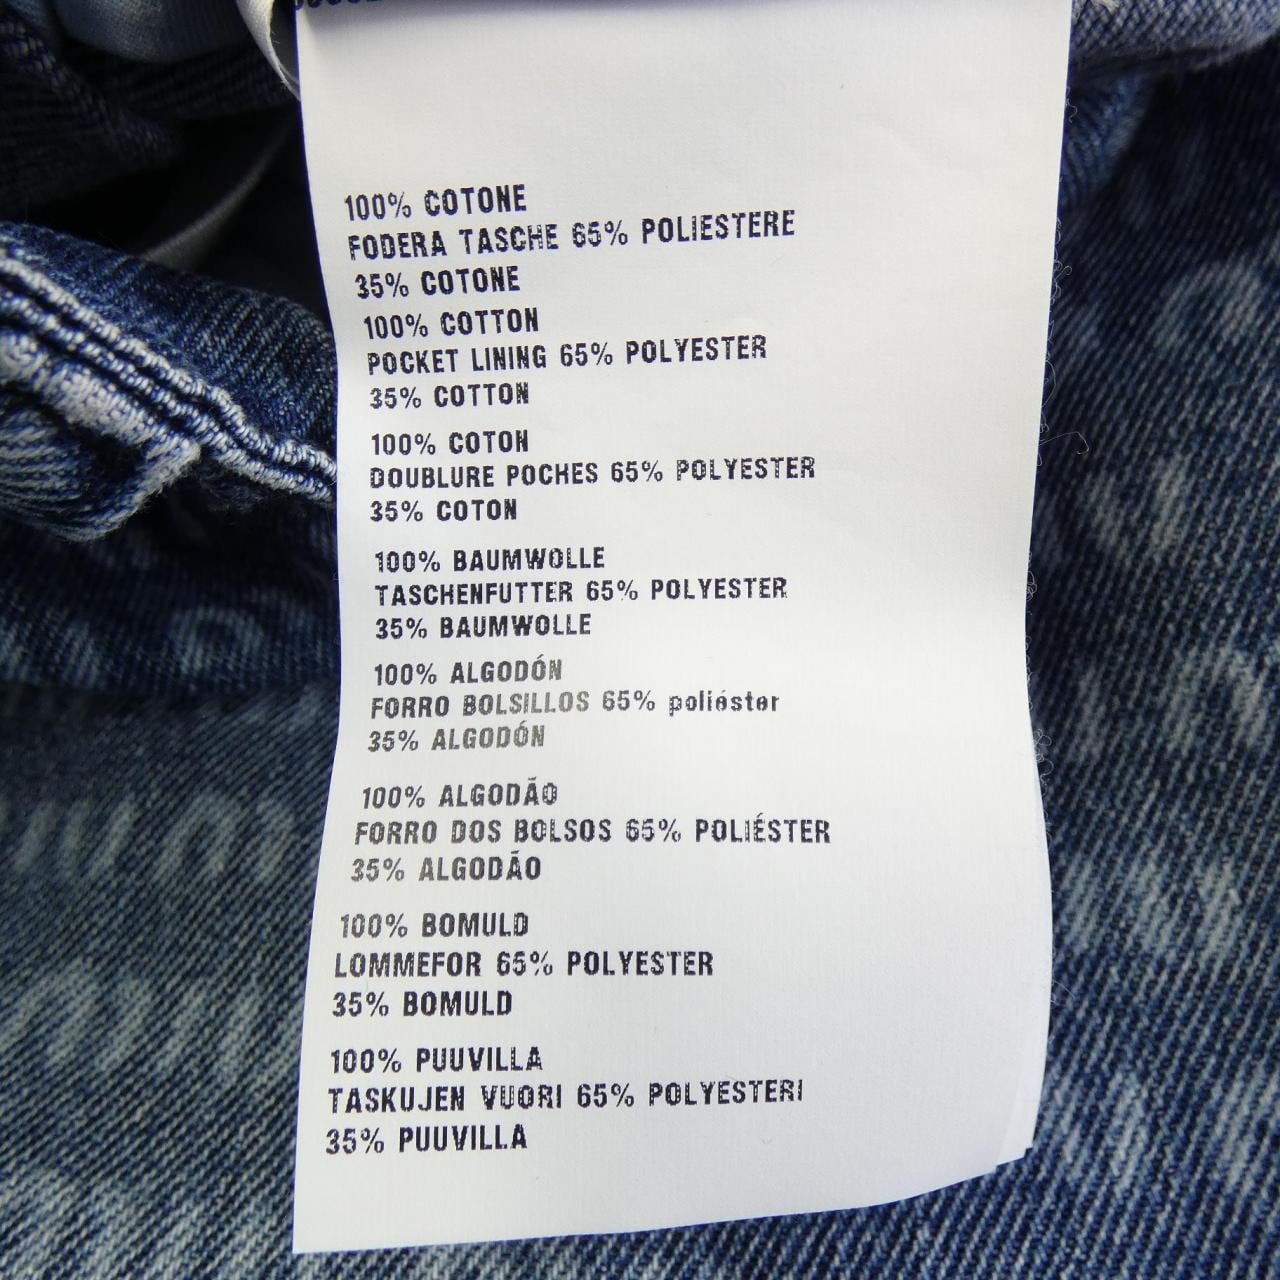 100% COTONE
FODERA TASCHE 65% POLIESTERE
35% COTONE
100% COTTON
POCKET LINING 65% POLYESTER
35% COTTON
100% COTON
DOUBLURE POCHES 65% POLYESTER
35% COTON
100% BAUMWOLLE
TASCHENFUTTER 65% POLYESTER
35% BAUMWOLLE
100% ALGODÓN
FORRO BOLSILLOS 65% poliéster
35% ALGODÓN
100% ALGODÃO
FORRO DOS BOLSOS 65% POLIÉSTER
35% ALGODÃO
100% BOMULD
LOMMEFOR 65% POLYESTER
35% BOMULD
100% PUUVILLA
TASKUJEN VUORI 65% POLYESTERI
35% PUUVILLA